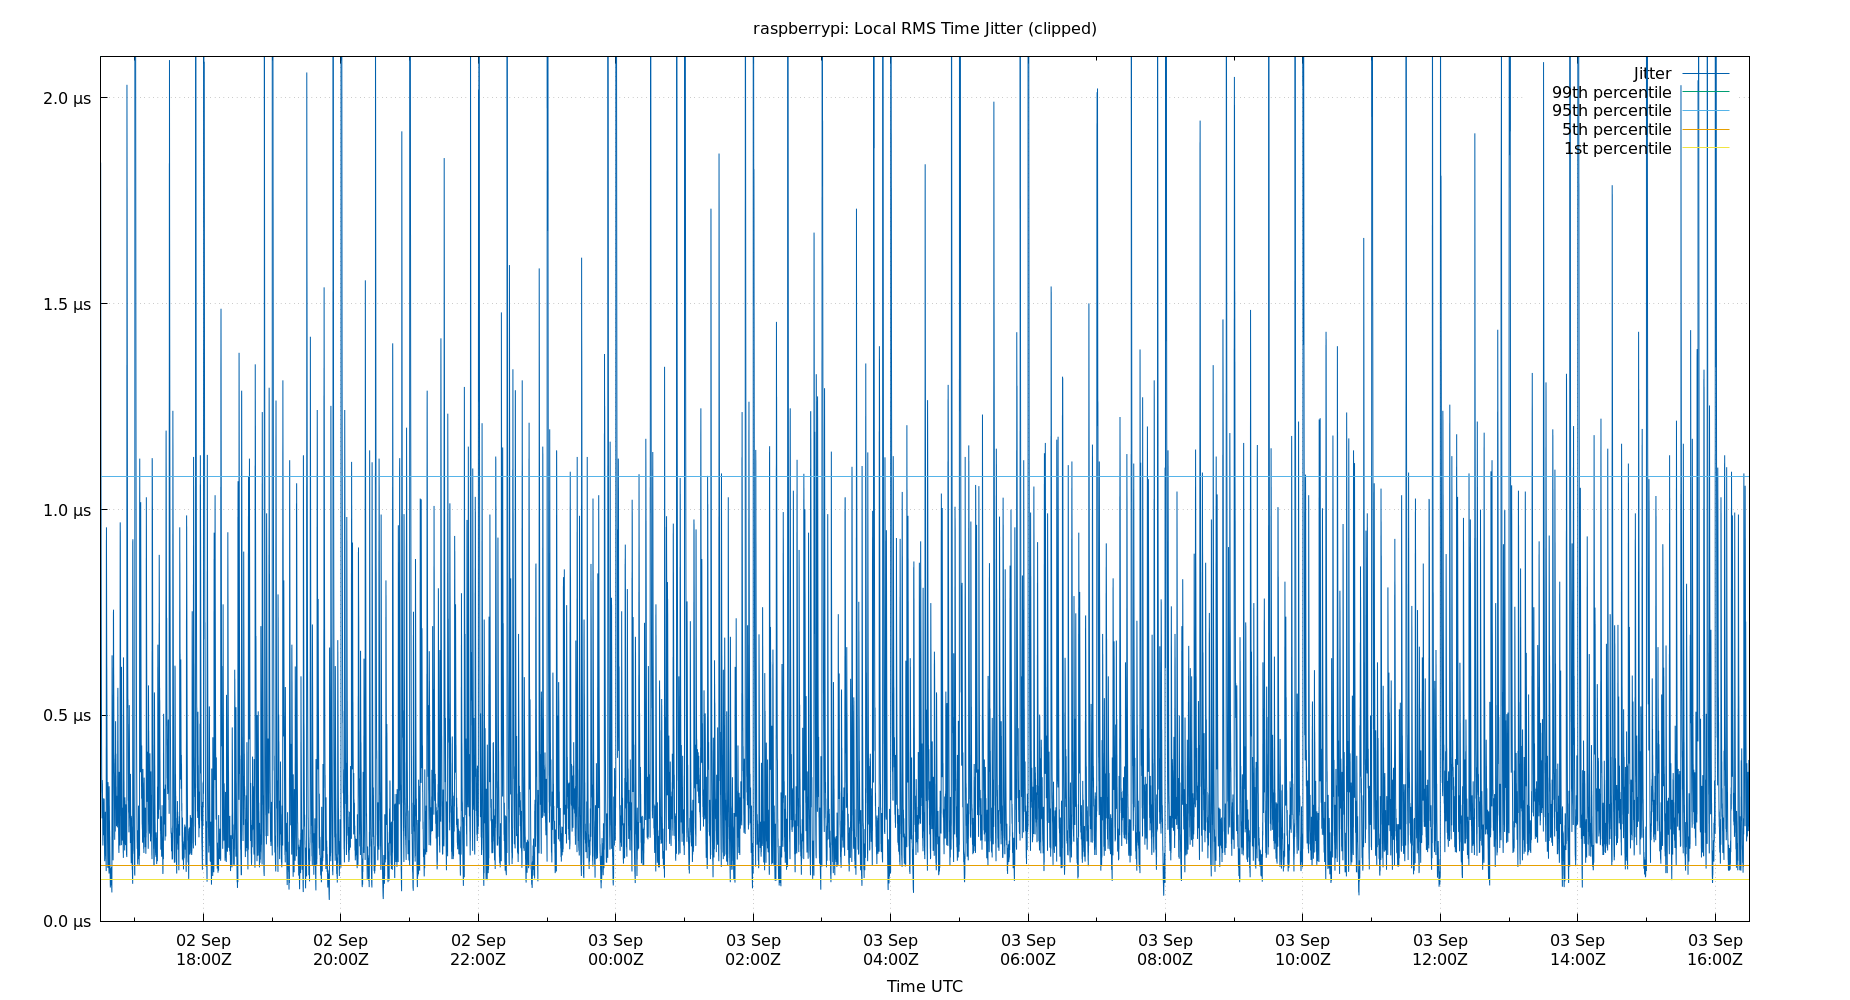 raspberrypi: Local RMS Time Jitter (clipped)
Jitter
99th percentile
95th percentile
5th percentile
1st percentile
2.0 µs
1.5 µs
1.0 µs
0.5 µs
0.0 µs
02 Sep 02 Sep 02 Sep 03 Sep 03 Sep 03 Sep 03 Sep 03 Sep 03 Sep 03 Sep 03 Sep 03 Sep
18:00Z 20:00Z 22:00Z 00:00Z 02:00Z 04:00Z 06:00Z 08:00Z 10:00Z 12:00Z 14:00Z 16:00Z
Time UTC